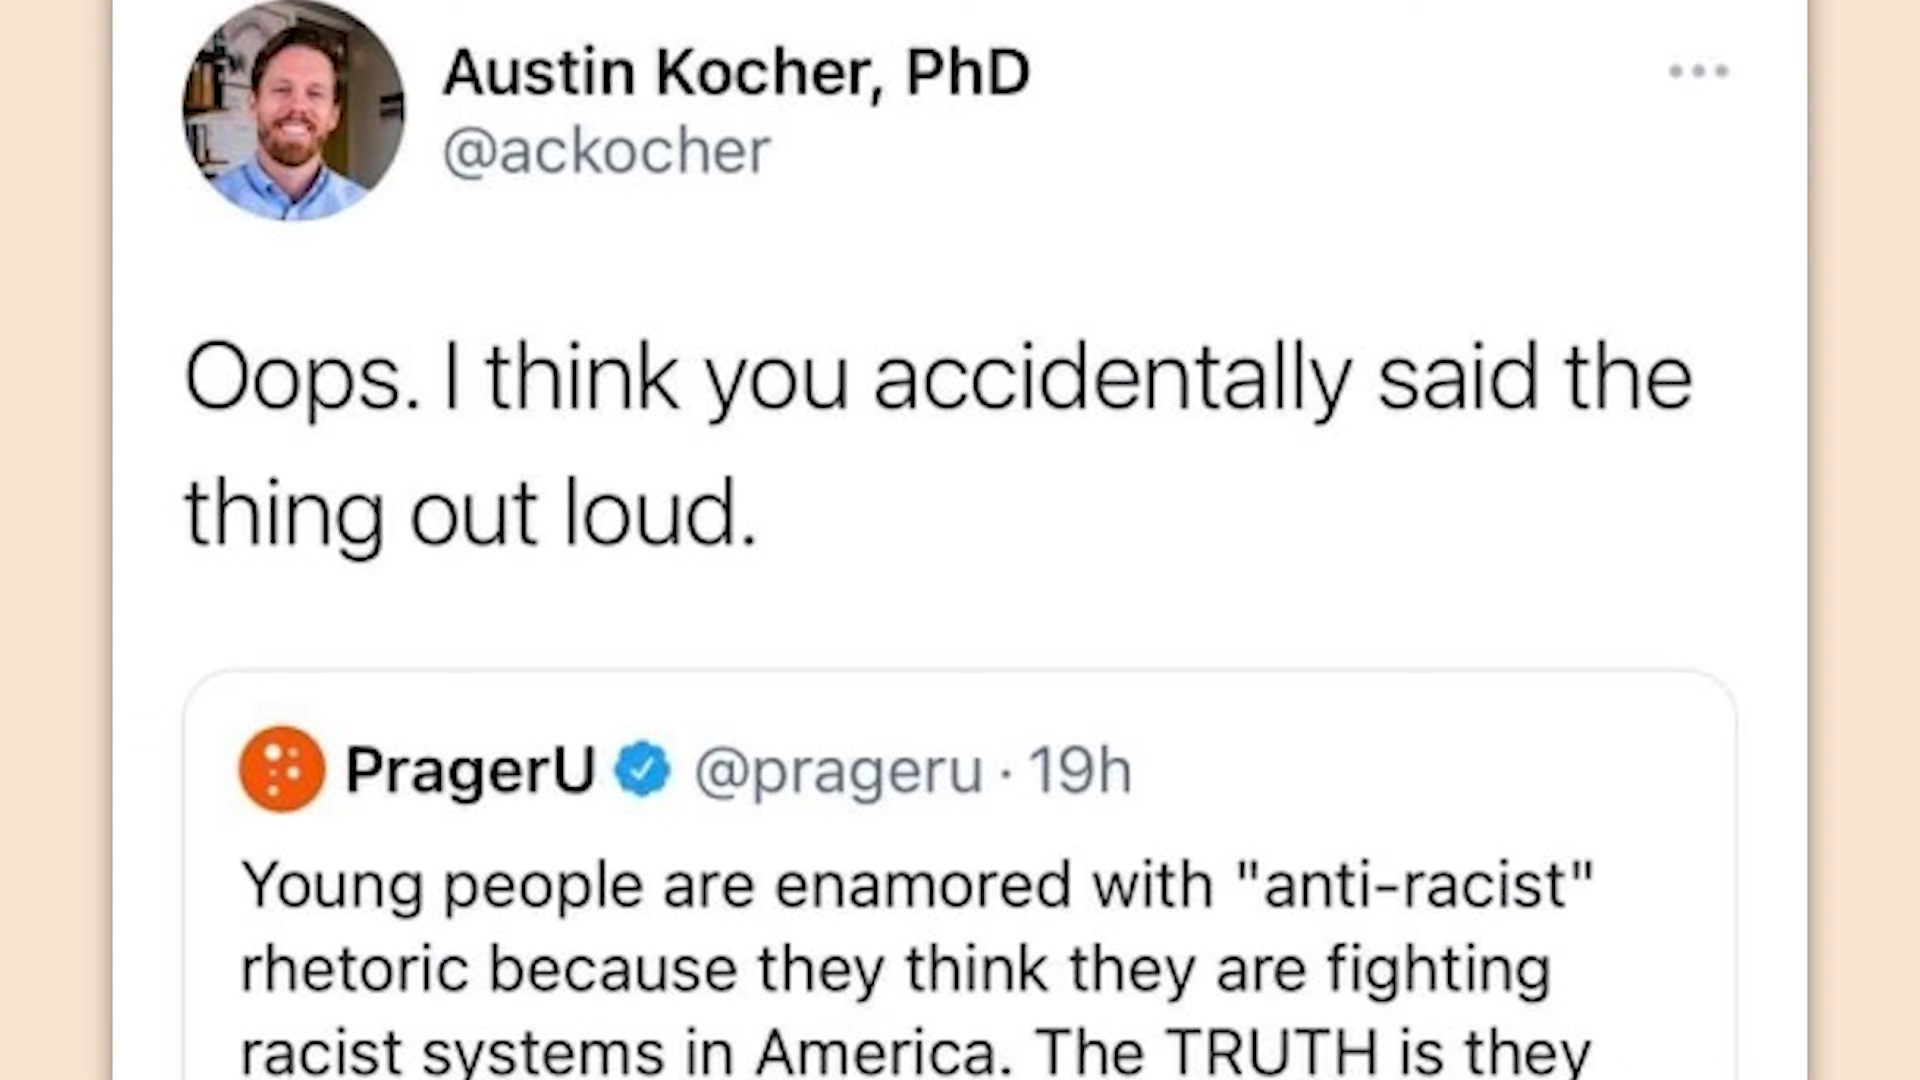 Austin Kocher, PhD
@ackocher
Oops. I think you accidentally said the
thing out loud.
PragerU @prageru · 19h
Young people are enamored with "anti-racist"
rhetoric because they think they are fighting
racist systems in America. The TRUTH is they